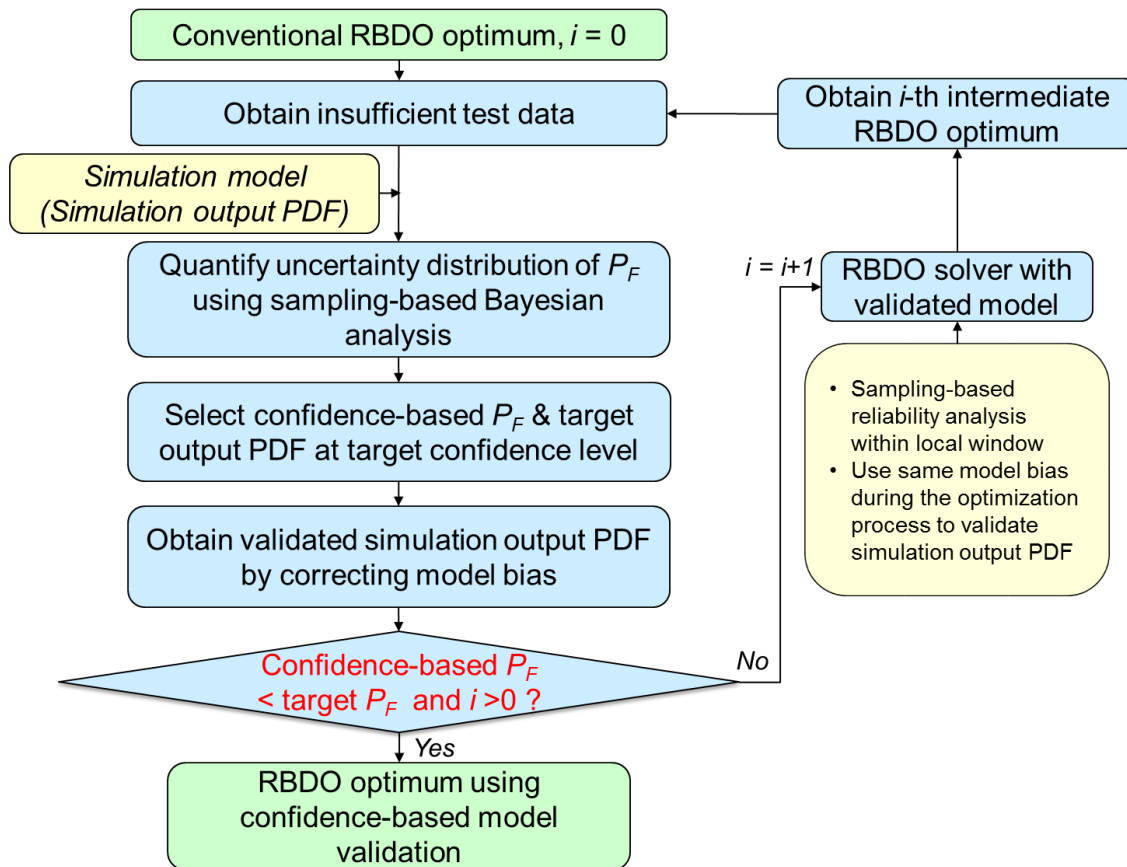 Conventional RBDO optimum, i = 0
Obtain insufficient test data
Simulation model
(Simulation output PDF)
Quantify uncertainty distribution of P_F
using sampling-based Bayesian
analysis
Select confidence-based P_F & target
output PDF at target confidence level
Obtain validated simulation output PDF
by correcting model bias
Confidence-based P_F
< target P_F and i >0 ?
Yes
RBDO optimum using
confidence-based model
validation
No
i = i+1
Obtain i-th intermediate
RBDO optimum
RBDO solver with
validated model
• Sampling-based
reliability analysis
within local window
• Use same model bias
during the optimization
process to validate
simulation output PDF